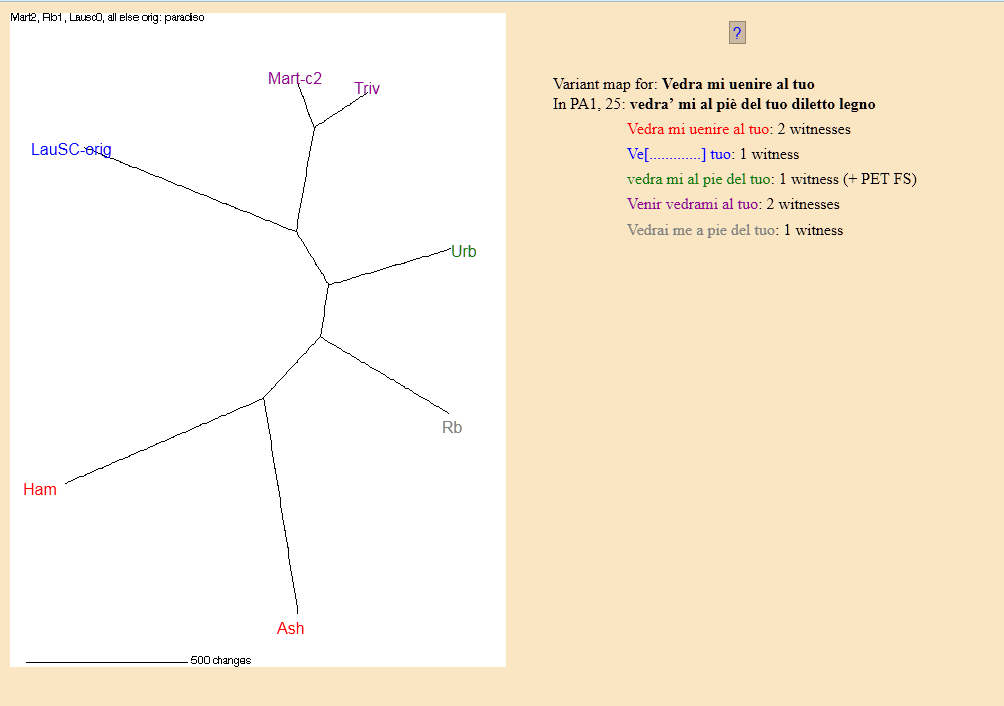 Mart2, Rb1, Lausc0, all else orig: paradiso
?
Mart-c2
Triv
LauSC-orig
Urb
Rb
Ham
Ash
500 changes
Variant map for: Vedra mi uenire al tuo
In PA1, 25: vedra’ mi al piè del tuo diletto legno
Vedra mi uenire al tuo: 2 witnesses
Ve[.............] tuo: 1 witness
vedra mi al pie del tuo: 1 witness (+ PET FS)
Venir vedrami al tuo: 2 witnesses
Vedrai me a pie del tuo: 1 witness